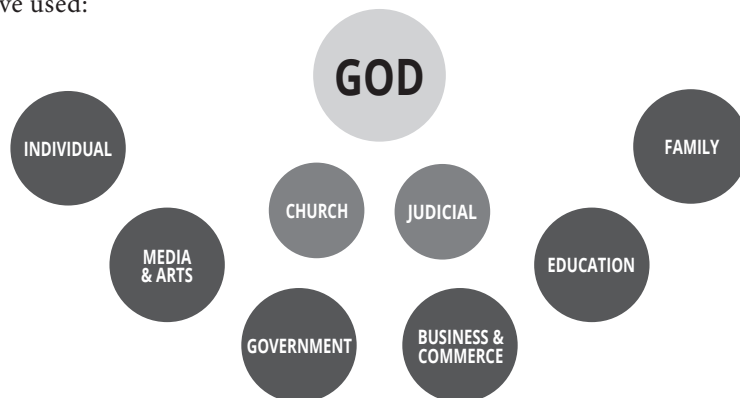 ve used:
GOD
INDIVIDUAL
FAMILY
CHURCH
JUDICIAL
MEDIA
& ARTS
EDUCATION
GOVERNMENT
BUSINESS &
COMMERCE